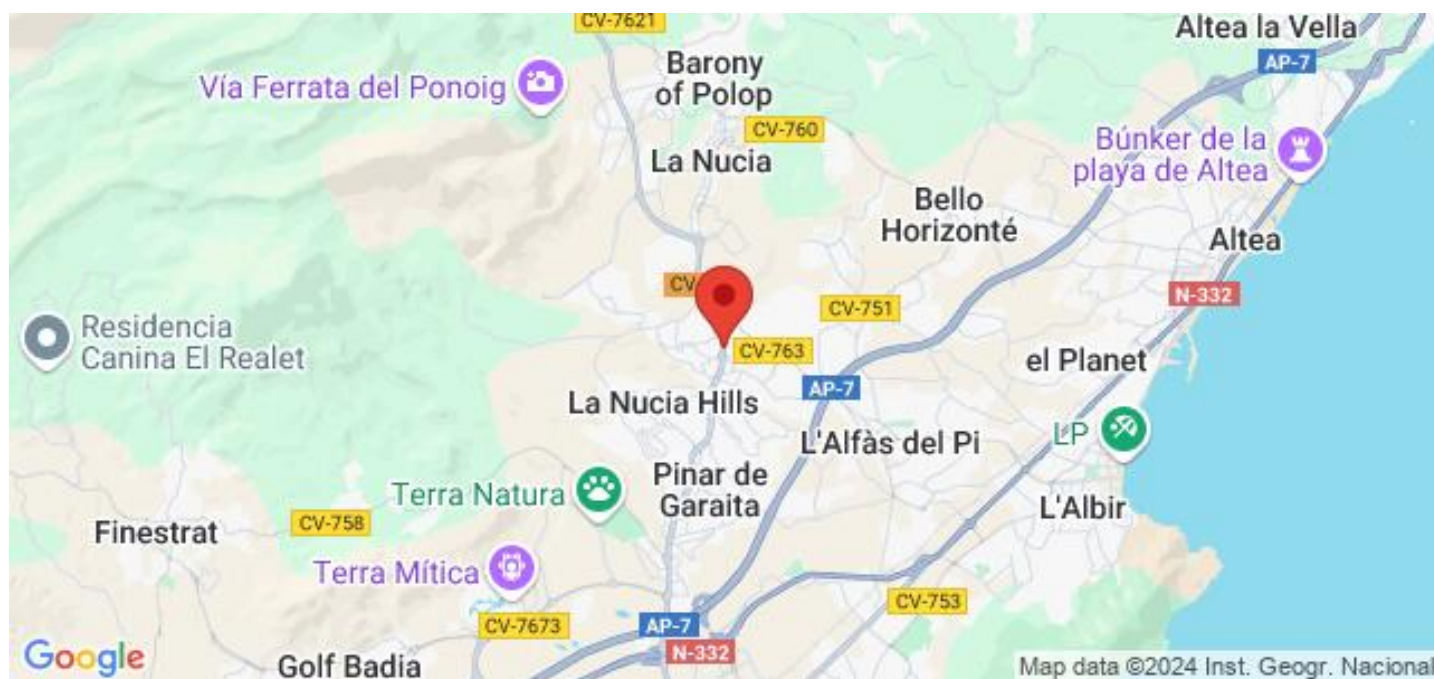 CV-7621
Altea la Vella
Barony
of Polop
AP-7
Vía Ferrata del Ponoig
CV-760
Búnker de la
playa de Altea
La Nucia
Bello
Horizonté
Altea
CV
N-332
CV-751
Residencia
Canina El Realet
CV-763
el Planet
AP-7
La Nucia Hills
L'Alfàs del Pi
LP
Pinar de
Garaita
Terra Natura
L'Albir
CV-758
Finestrat
Terra Mítica
CV-753
CV-7673
AP-7
N-332
Google
Golf Badia
Map data ©2024 Inst. Geogr. Nacional